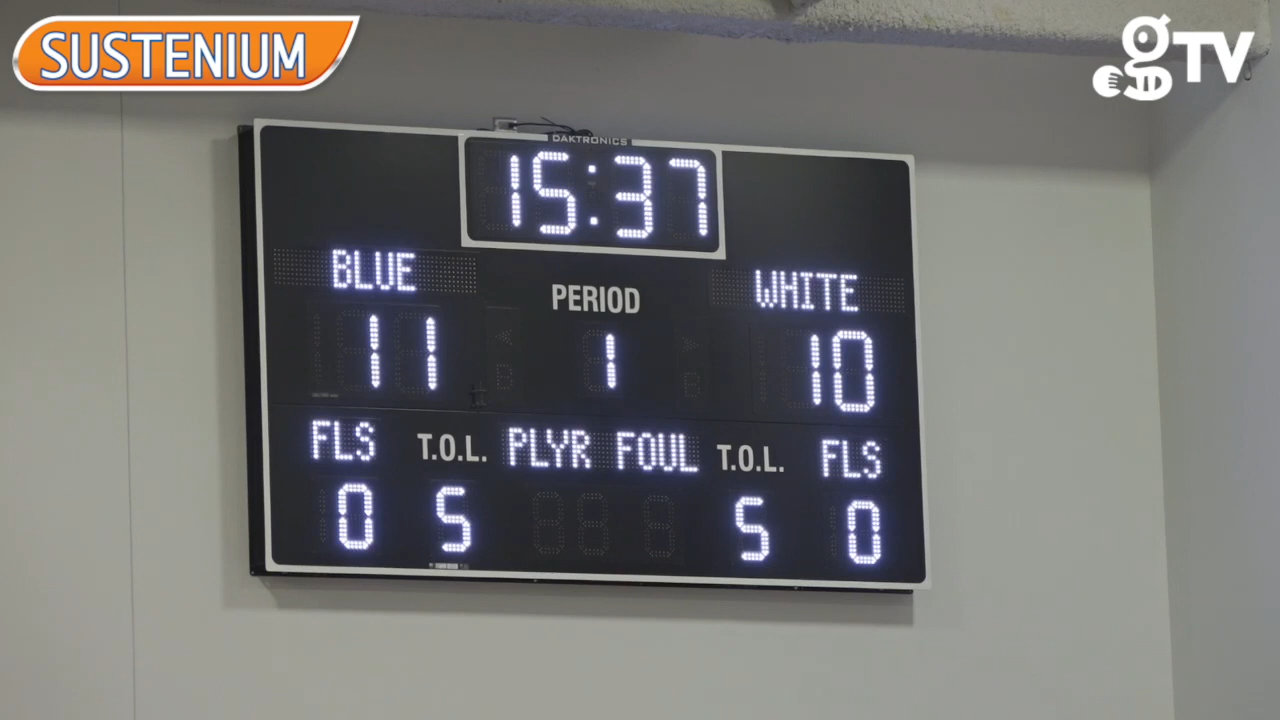 SUSTENIUM
gTV
DAKTRONICS
15:37
BLUE
WHITE
PERIOD
11
1
10
FLS
T.O.L.
PLYR FOUL
T.O.L.
FLS
0
5
5
0